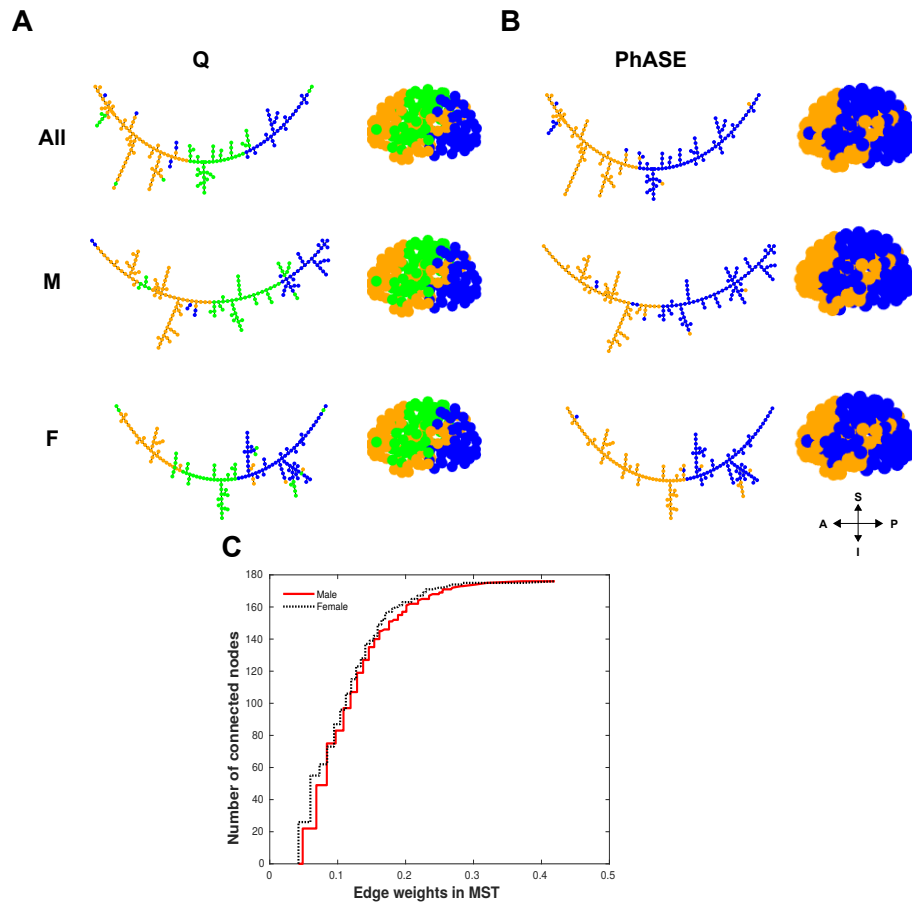 A
B
Q
PhASE
All
M
F
S
A
P
I
C
180
160
140
120
100
80
60
40
20
0
Number of connected nodes
Male
Female
0
0.1
0.2
0.3
0.4
0.5
Edge weights in MST